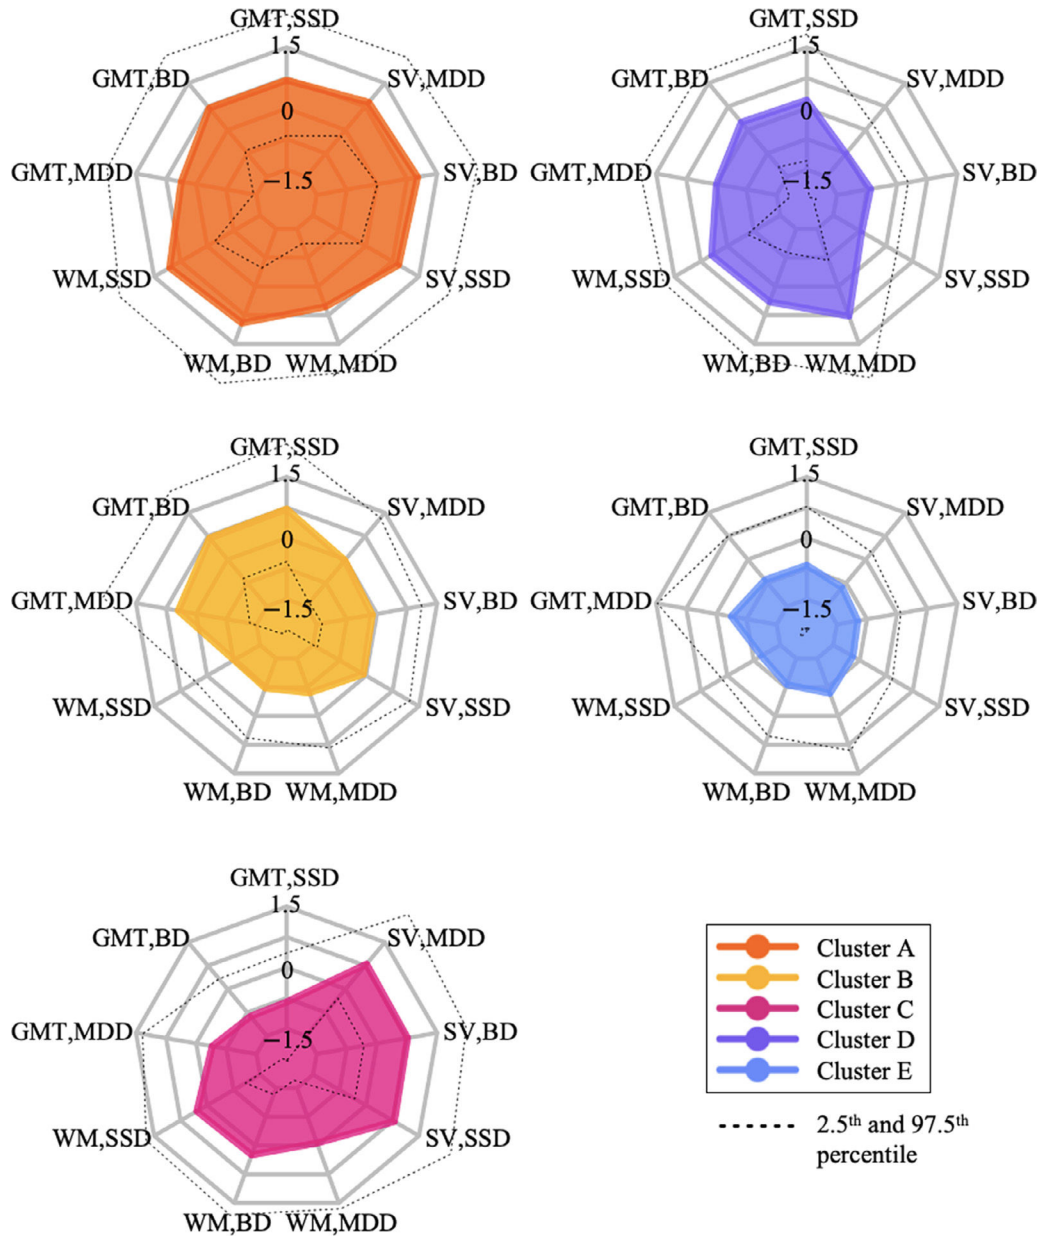 GMT,SSD
1.5
GMT,BD
SV,MDD
0
GMT,MDD
−1.5
SV,BD
WM,SSD
SV,SSD
WM,BD
WM,MDD
GMT,SSD
1.5
GMT,BD
SV,MDD
0
GMT,MDD
−1.5
SV,BD
WM,SSD
SV,SSD
WM,BD
WM,MDD
GMT,SSD
1.5
GMT,BD
SV,MDD
0
GMT,MDD
−1.5
SV,BD
WM,SSD
SV,SSD
WM,BD
WM,MDD
GMT,SSD
1.5
GMT,BD
SV,MDD
0
GMT,MDD
−1.5
SV,BD
WM,SSD
SV,SSD
WM,BD
WM,MDD
GMT,SSD
1.5
GMT,BD
SV,MDD
0
GMT,MDD
−1.5
SV,BD
WM,SSD
SV,SSD
WM,BD
WM,MDD
Cluster A
Cluster B
Cluster C
Cluster D
Cluster E
2.5th and 97.5th
percentile